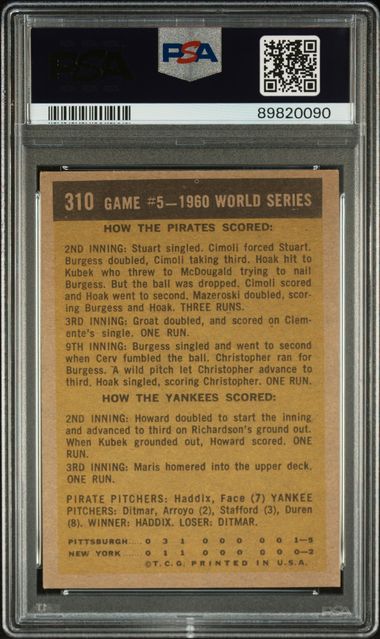 PSA
PSA
89820090
310 GAME #5—1960 WORLD SERIES
HOW THE PIRATES SCORED:
2ND INNING: Stuart singled. Cimoli forced Stuart.
Burgess doubled, Cimoli taking third. Hoak hit to
Kubek who threw to McDougald trying to nail
Burgess. But the ball was dropped. Cimoli scored
and Hoak went to second. Mazeroski doubled, scor-
ing Burgess and Hoak. THREE RUNS.
3RD INNING: Groat doubled, and scored on Clem-
ente's single. ONE RUN.
9TH INNING: Burgess singled and went to second
when Cerv fumbled the ball. Christopher ran for
Burgess. A wild pitch let Christopher advance to
third. Hoak singled, scoring Christopher. ONE RUN.
HOW THE YANKEES SCORED:
2ND INNING: Howard doubled to start the inning
and advanced to third on Richardson's ground out.
When Kubek grounded out, Howard scored. ONE
RUN.
3RD INNING: Maris homered into the upper deck.
ONE RUN.
PIRATE PITCHERS: Haddix, Face (7) YANKEE
PITCHERS: Ditmar, Arroyo (2), Stafford (3), Duren
(8). WINNER: HADDIX. LOSER: DITMAR.
PITTSBURGH ..... 0 3 1 0 0 0 0 0 1—5
NEW YORK ..... 0 1 1 0 0 0 0 0 0—2
©T.C.G. PRINTED IN U.S.A.